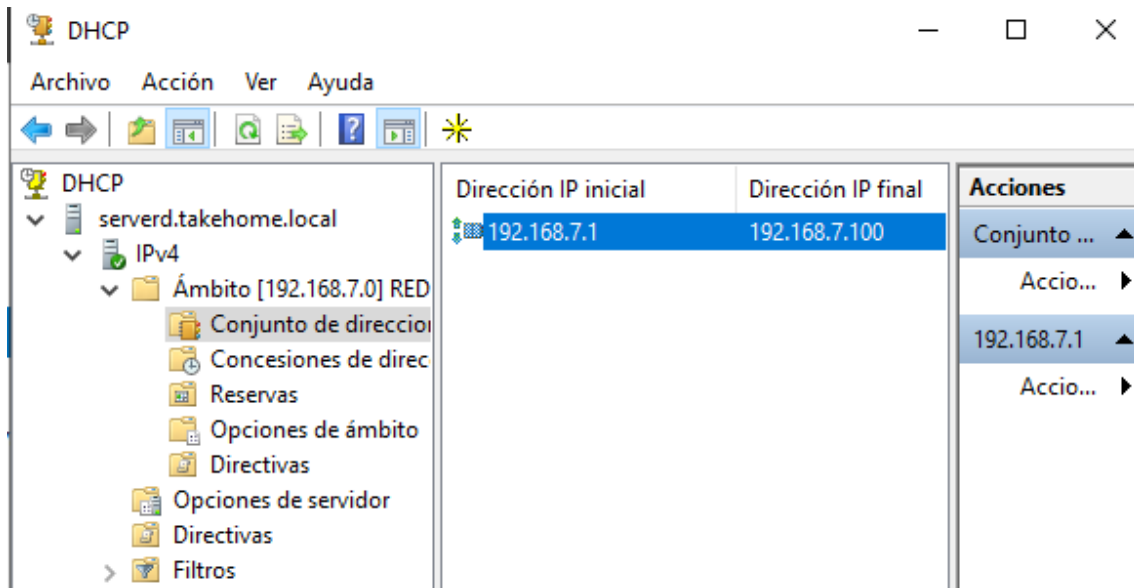 DHCP
Archivo Acción Ver Ayuda
DHCP
serverd.takehome.local
IPv4
Ámbito [192.168.7.0] RED
Conjunto de direccio
Concesiones de direc
Reservas
Opciones de ámbito
Directivas
Opciones de servidor
Directivas
Filtros
Dirección IP inicial Dirección IP final
192.168.7.1 192.168.7.100
Acciones
Conjunto ...
Accio...
192.168.7.1
Accio...